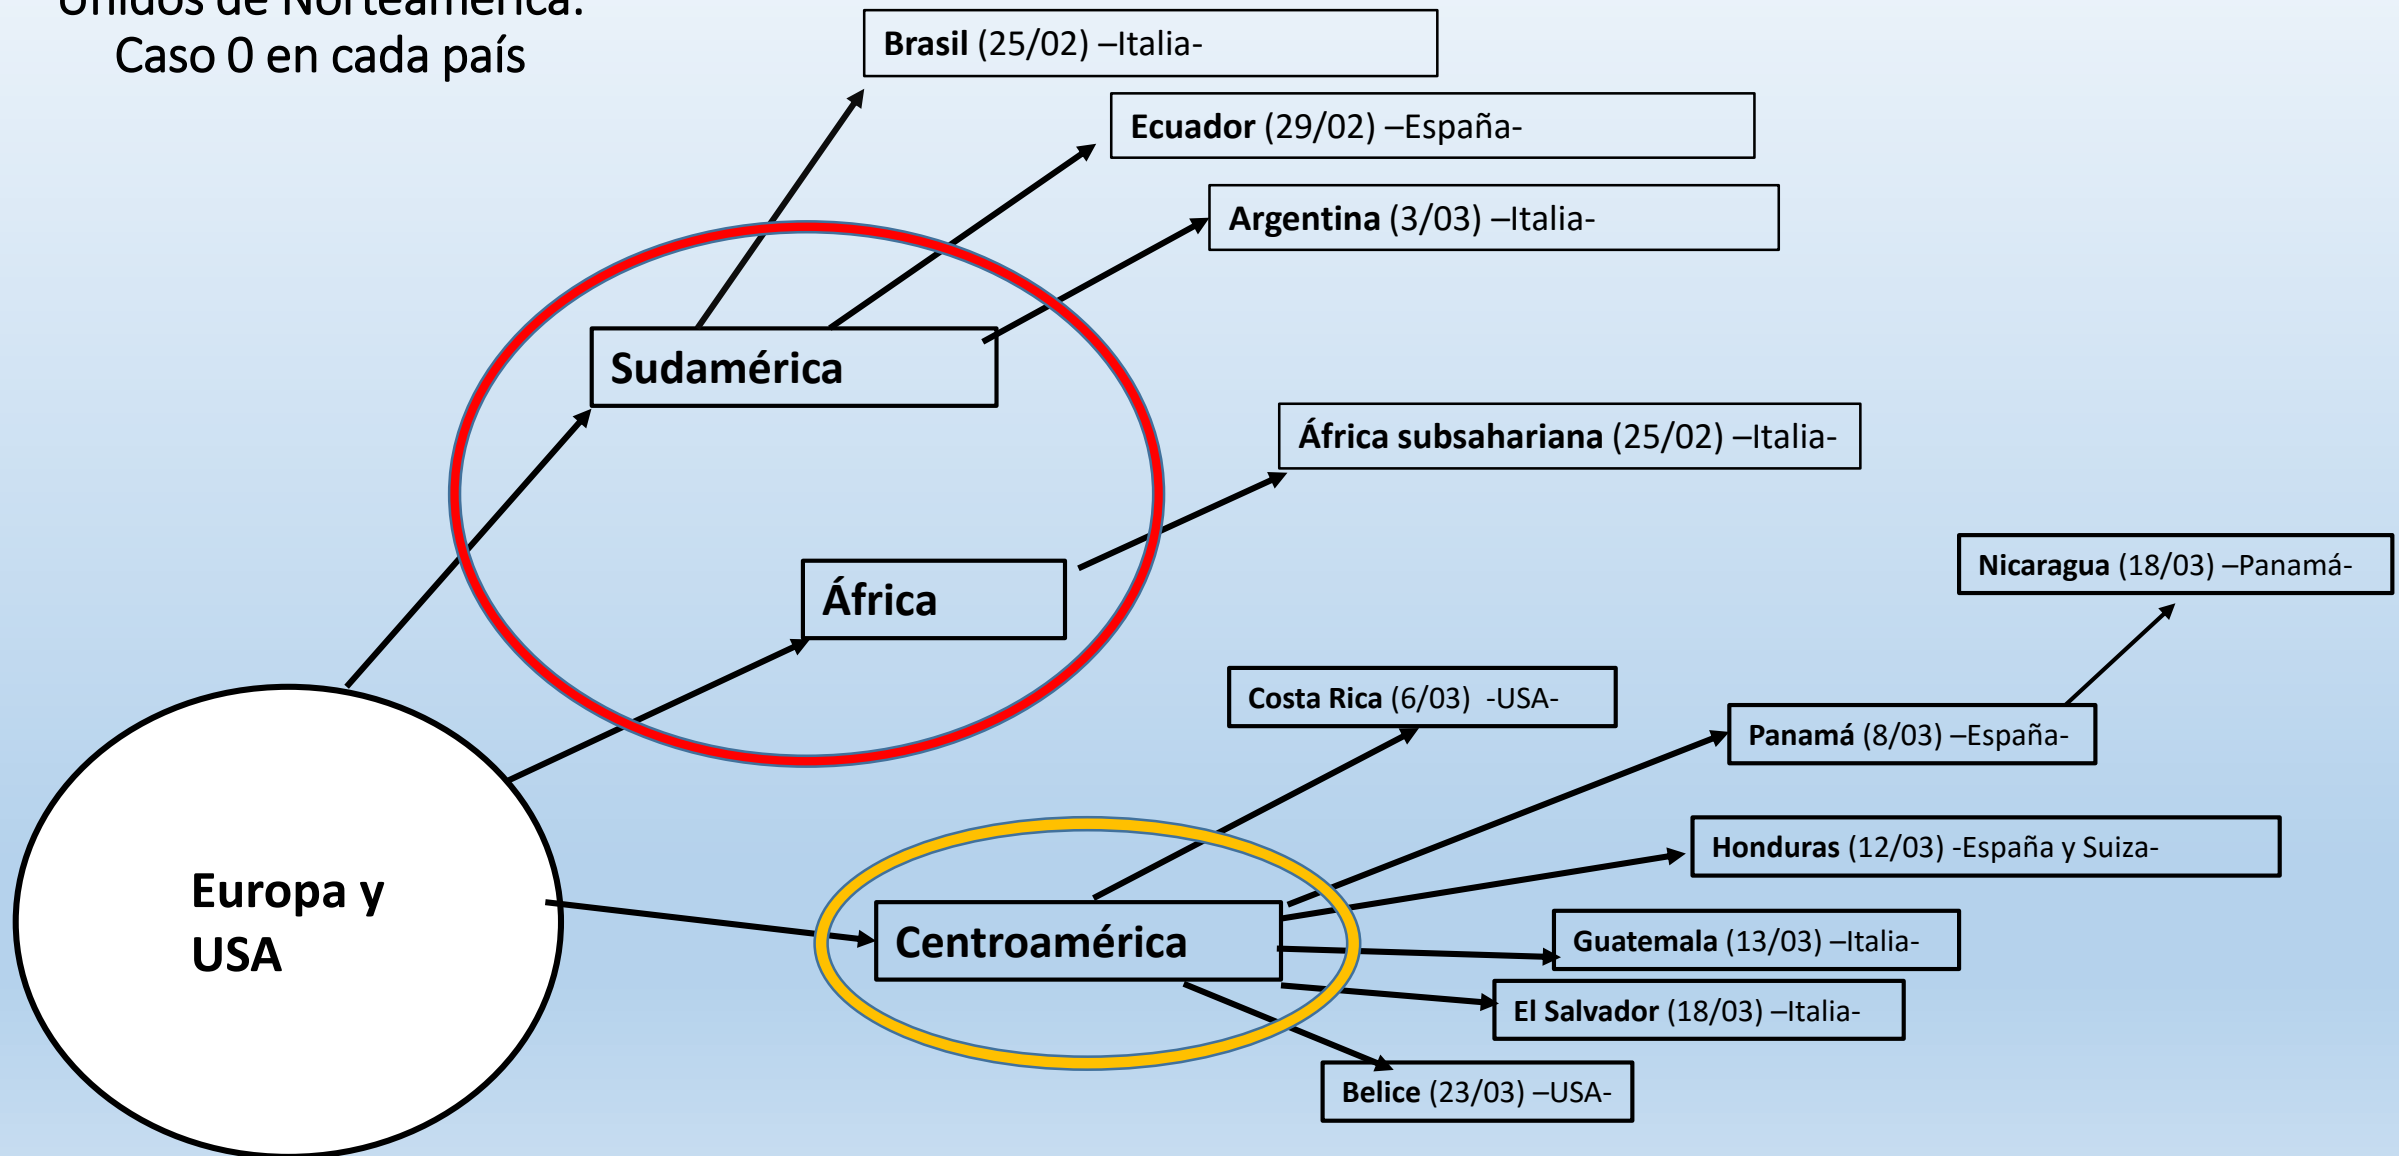 Unidos de Norteamérica.
Caso 0 en cada país
Brasil (25/02) –Italia-
Ecuador (29/02) –España-
Argentina (3/03) –Italia-
Sudamérica
África subsahariana (25/02) –Italia-
África
Nicaragua (18/03) –Panamá-
Costa Rica (6/03)  -USA-
Panamá (8/03) –España-
Honduras (12/03) -España y Suiza-
Europa y
USA
Centroamérica
Guatemala (13/03) –Italia-
El Salvador (18/03) –Italia-
Belice (23/03) –USA-